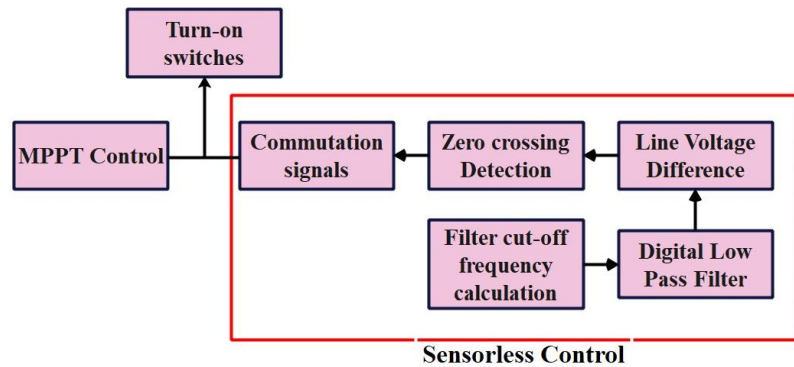 Turn-on
switches
MPPT Control
Commutation
signals
Zero crossing
Detection
Line Voltage
Difference
Filter cut-off
frequency
calculation
Digital Low
Pass Filter
Sensorless Control